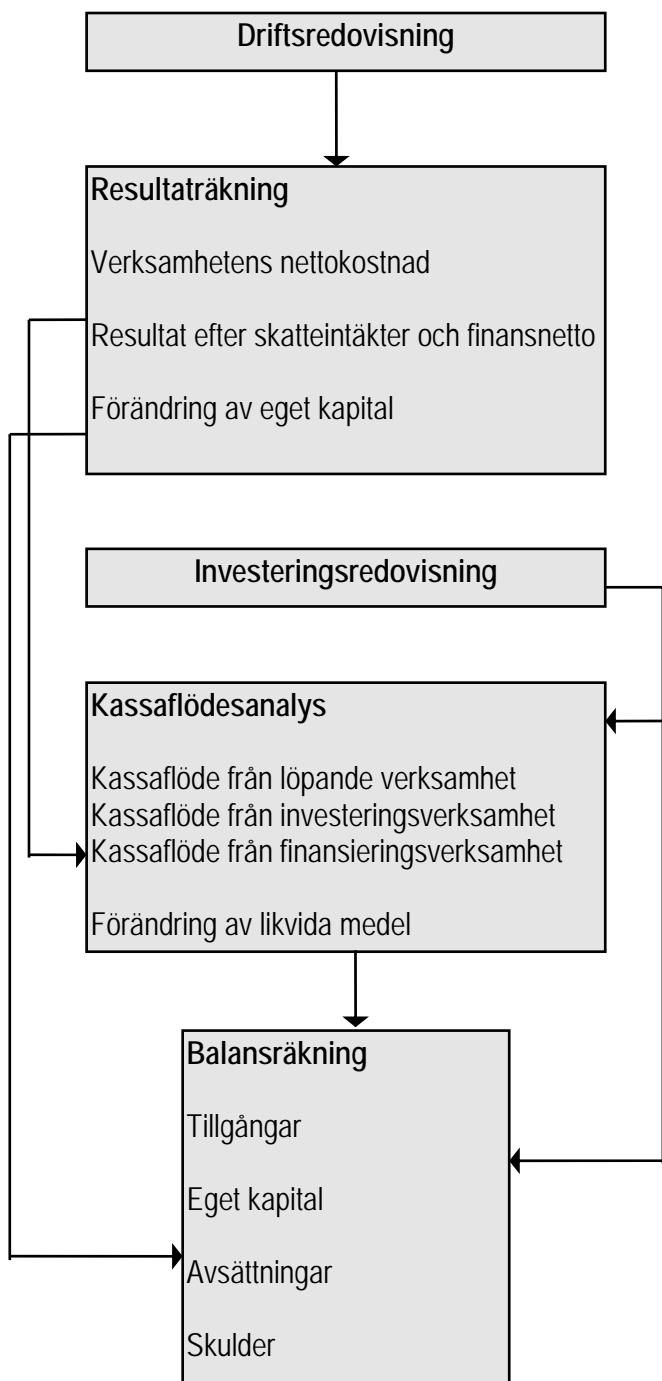 Driftsredovisning
Resultaträkning
Verksamhetens nettokostnad
Resultat efter skatteintäkter och finansnetto
Förändring av eget kapital
Investeringsredovisning
Kassaflödesanalys
Kassaflöde från löpande verksamhet
Kassaflöde från investeringsverksamhet
Kassaflöde från finansieringsverksamhet
Förändring av likvida medel
Balansräkning
Tillgångar
Eget kapital
Avsättningar
Skulder